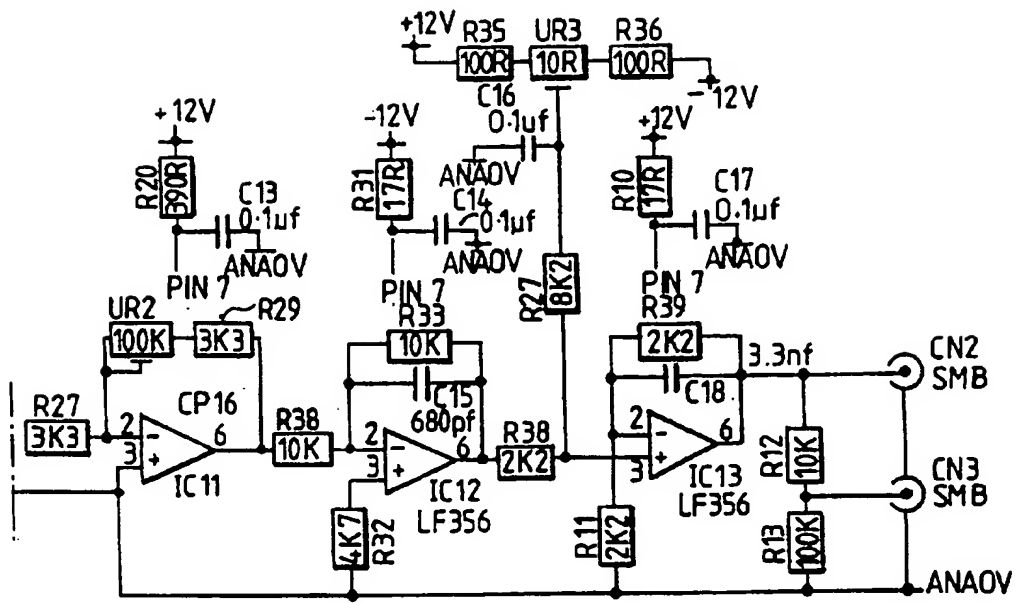 +12V
R35
UR3
R36
100R
10R
100R
-12V
C16
0.1uf
ANAOV
+12V
R20
390R
C13
0.1uf
ANAOV
PIN 7
-12V
R31
17R
C14
0.1uf
ANAOV
PIN 7
+12V
R10
17R
C17
0.1uf
ANAOV
PIN 7
R27
8K2
UR2
100K
R29
3K3
R33
10K
C15
680pf
R39
2K2
3.3nf
C18
CN2
SMB
R27
3K3
CP16
2
-
3
+
6
IC11
R38
10K
2
-
3
+
6
IC12
LF356
R32
4K7
R38
2K2
2
-
3
+
6
IC13
LF356
R11
2K2
R12
10K
CN3
SMB
R13
100K
ANAOV